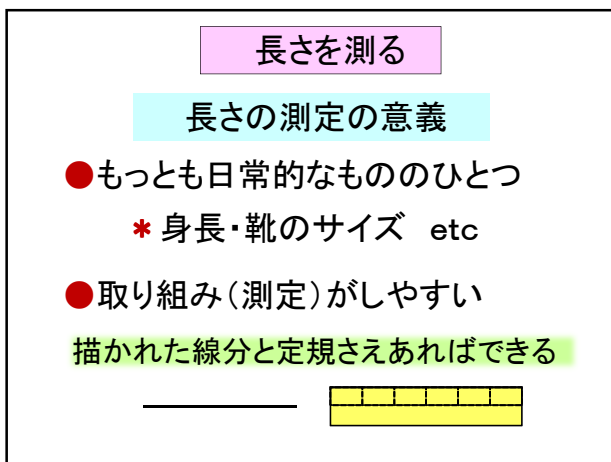 長さを測る
長さの測定の意義
●もっとも日常的なもののひとつ
＊身長・靴のサイズ　etc
●取り組み（測定）がしやすい
描かれた線分と定規さえあればできる